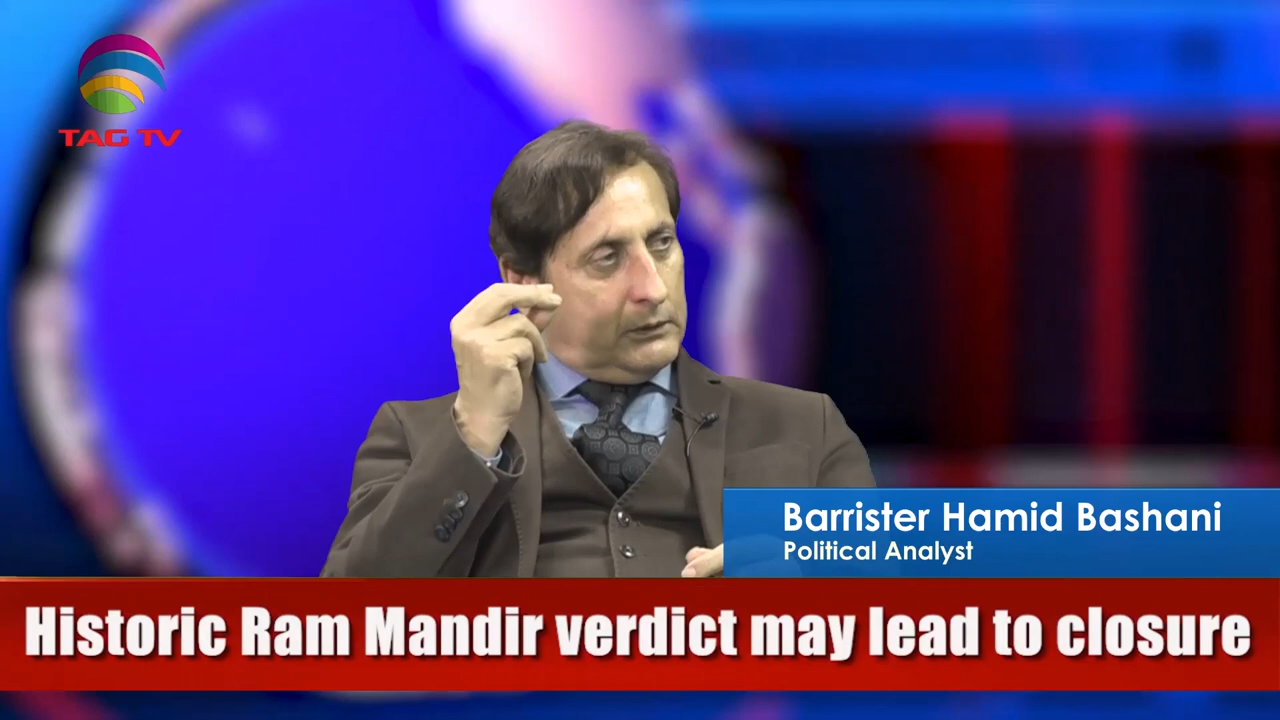 TAG TV
Barrister Hamid Bashani
Political Analyst
Historic Ram Mandir verdict may lead to closure